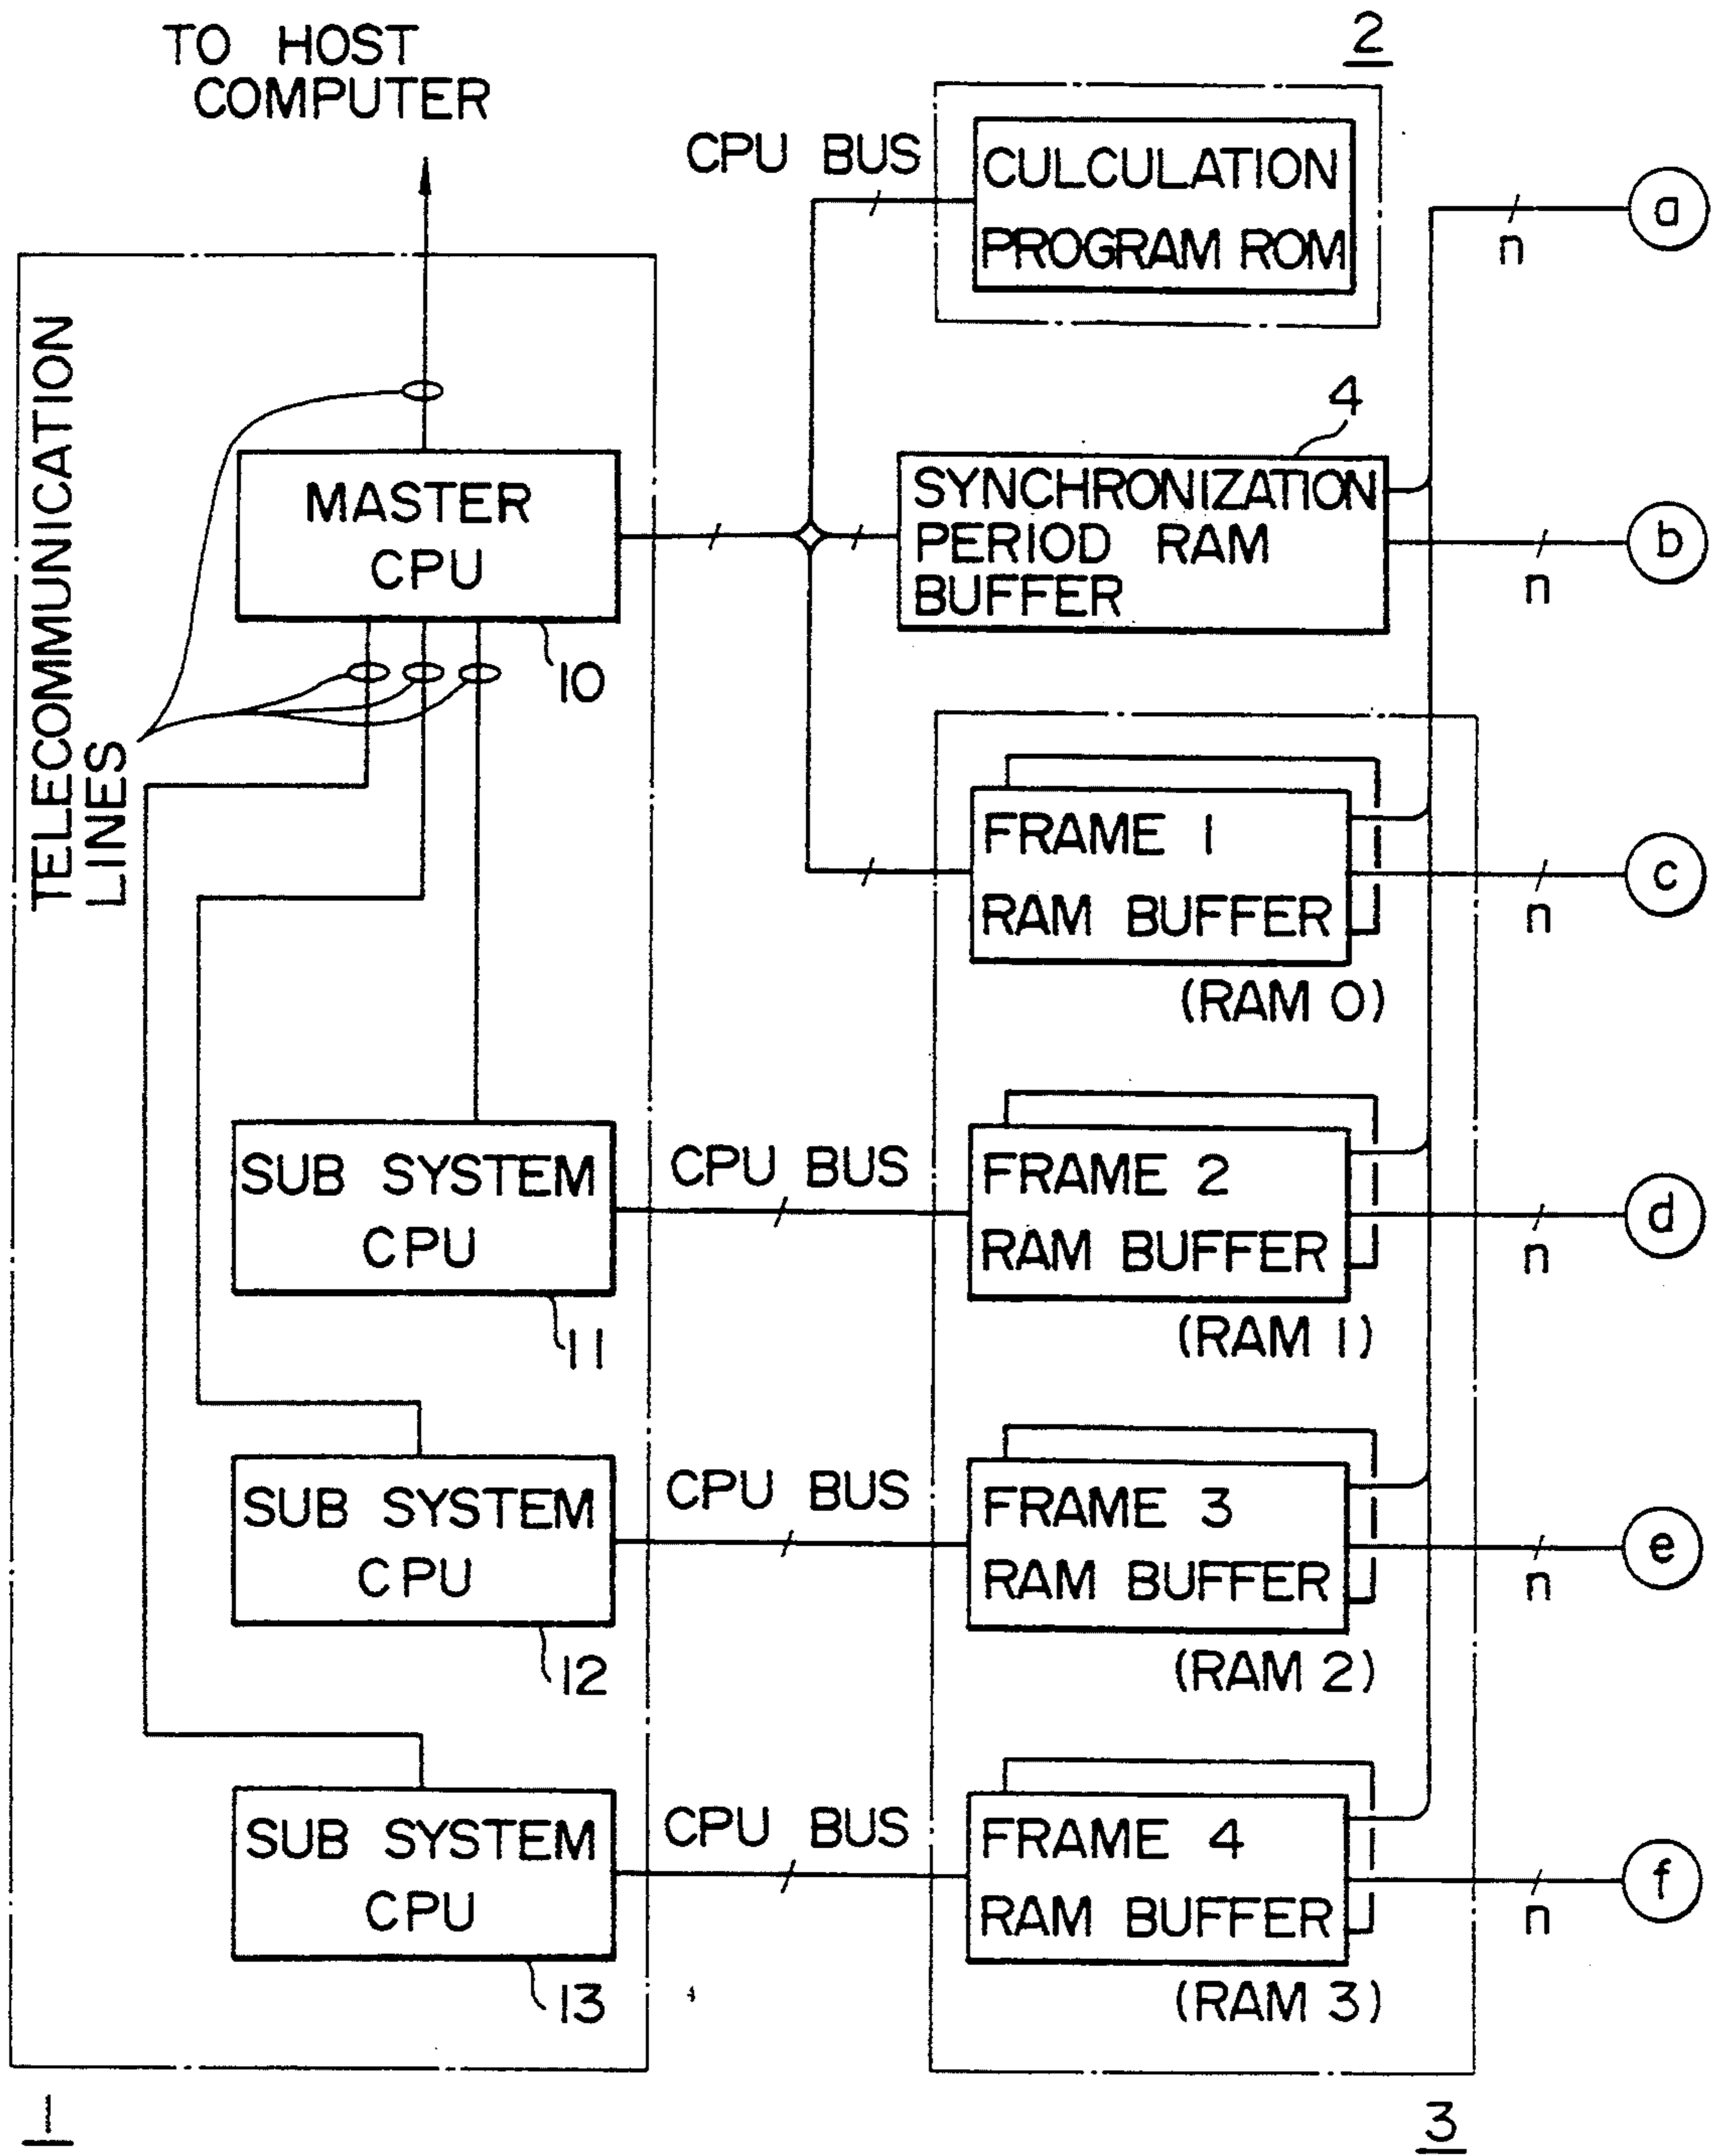 TO HOST
COMPUTER
2
CPU BUS
CULCULATION
PROGRAM ROM
a
n
TELECOMMUNICATION
LINES
MASTER
CPU
10
4
SYNCHRONIZATION
PERIOD RAM
BUFFER
b
n
FRAME 1
RAM BUFFER
(RAM 0)
c
n
SUB SYSTEM
CPU
11
CPU BUS
FRAME 2
RAM BUFFER
(RAM 1)
d
n
SUB SYSTEM
CPU
12
CPU BUS
FRAME 3
RAM BUFFER
(RAM 2)
e
n
SUB SYSTEM
CPU
13
CPU BUS
FRAME 4
RAM BUFFER
(RAM 3)
f
n
1
3